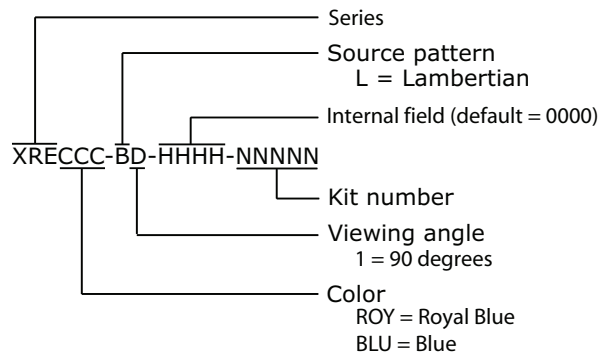 Series
Source pattern
L = Lambertian
Internal field (default = 0000)
XRECCC-BD-HHHH-NNNNN
Kit number
Viewing angle
1 = 90 degrees
Color
ROY = Royal Blue
BLU = Blue